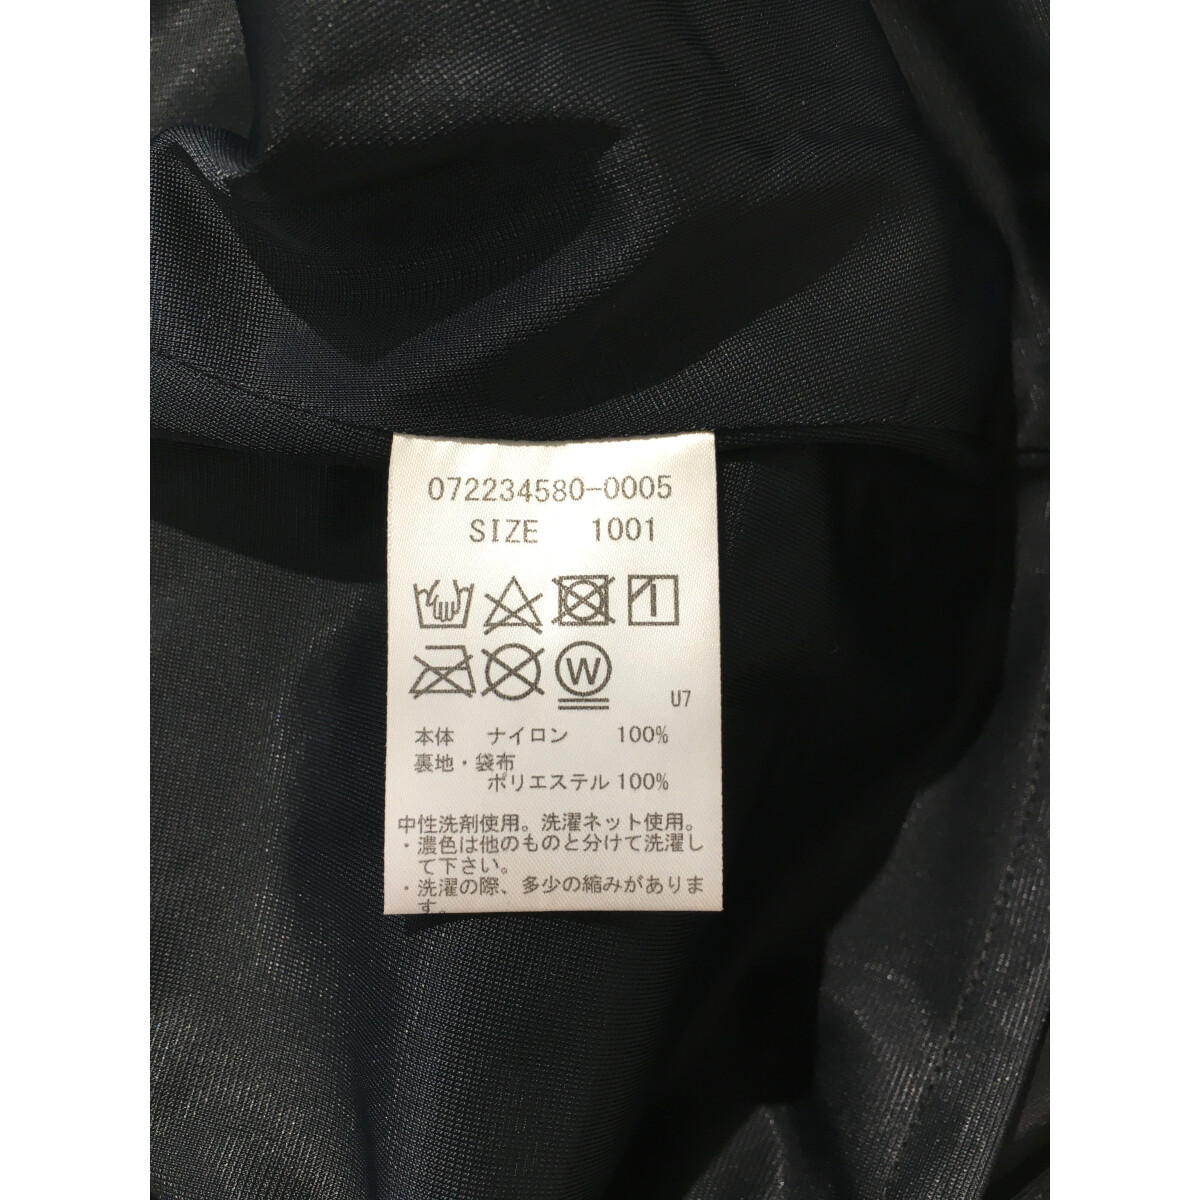 072234580-0005
SIZE 1001
W
U7
本体 ナイロン 100%
裏地・袋布
ポリエステル 100%
中性洗剤使用。洗濯ネット使用。
・濃色は他のものと分けて洗濯し
て下さい。
・洗濯の際、多少の縮みがありま
す。